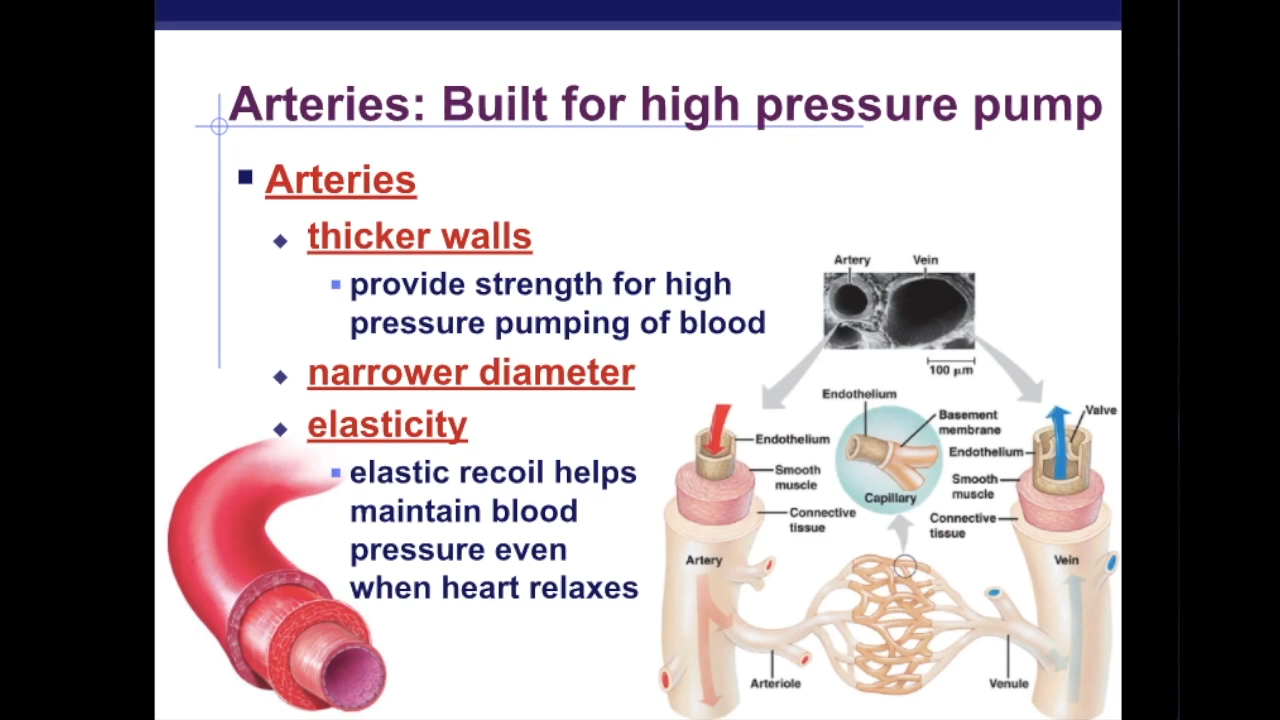 Arteries: Built for high pressure pump
Arteries
thicker walls
provide strength for high
pressure pumping of blood
narrower diameter
elasticity
elastic recoil helps
maintain blood
pressure even
when heart relaxes
Artery
Vein
100 μm
Endothelium
Basement
membrane
Capillary
Endothelium
Smooth
muscle
Connective
tissue
Artery
Arteriole
Valve
Endothelium
Smooth
muscle
Connective
tissue
Vein
Venule